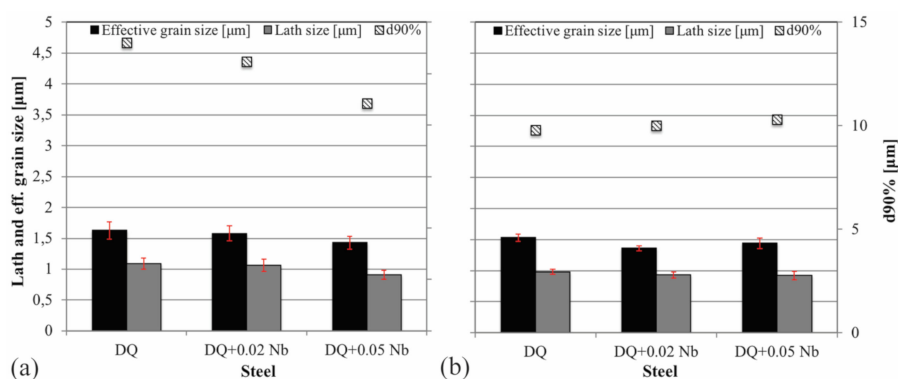 Effective grain size [μm] Lath size [μm] d90%
Lath and eff. grain size [μm]
5
4,5
4
3,5
3
2,5
2
1,5
1
0,5
0
DQ DQ+0.02 Nb DQ+0.05 Nb
Steel
(a)
Effective grain size [μm] Lath size [μm] d90%
15
10
5
0
d90% [μm]
DQ DQ+0.02 Nb DQ+0.05 Nb
Steel
(b)